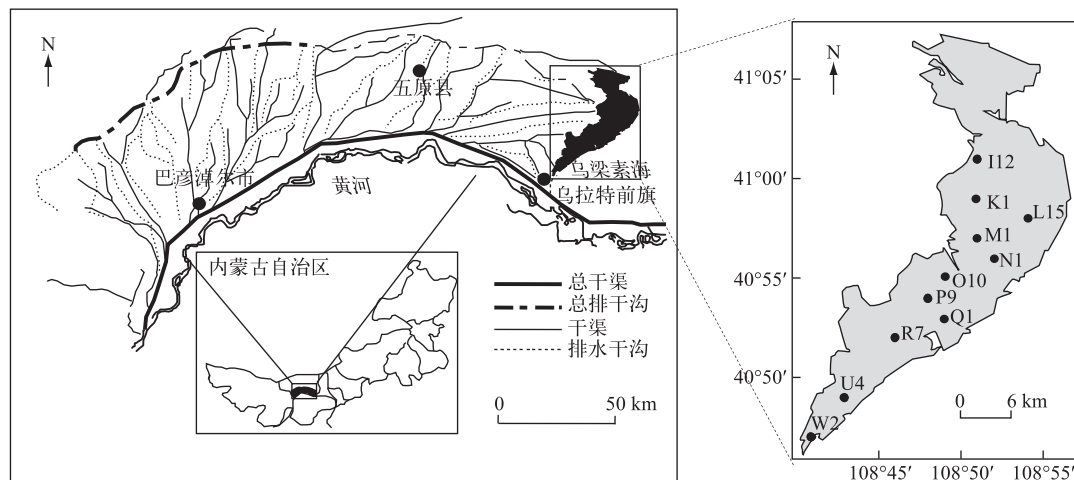 N
五原县
巴彦淖尔市
黄河
乌梁素海
乌拉特前旗
内蒙古自治区
总干渠
总排干沟
干渠
排水干沟
0 50 km
N
41°05′
41°00′
40°55′
40°50′
I12
K1
L15
M1
N1
O10
P9
Q1
R7
U4
W2
0 6 km
108°45′ 108°50′ 108°55′